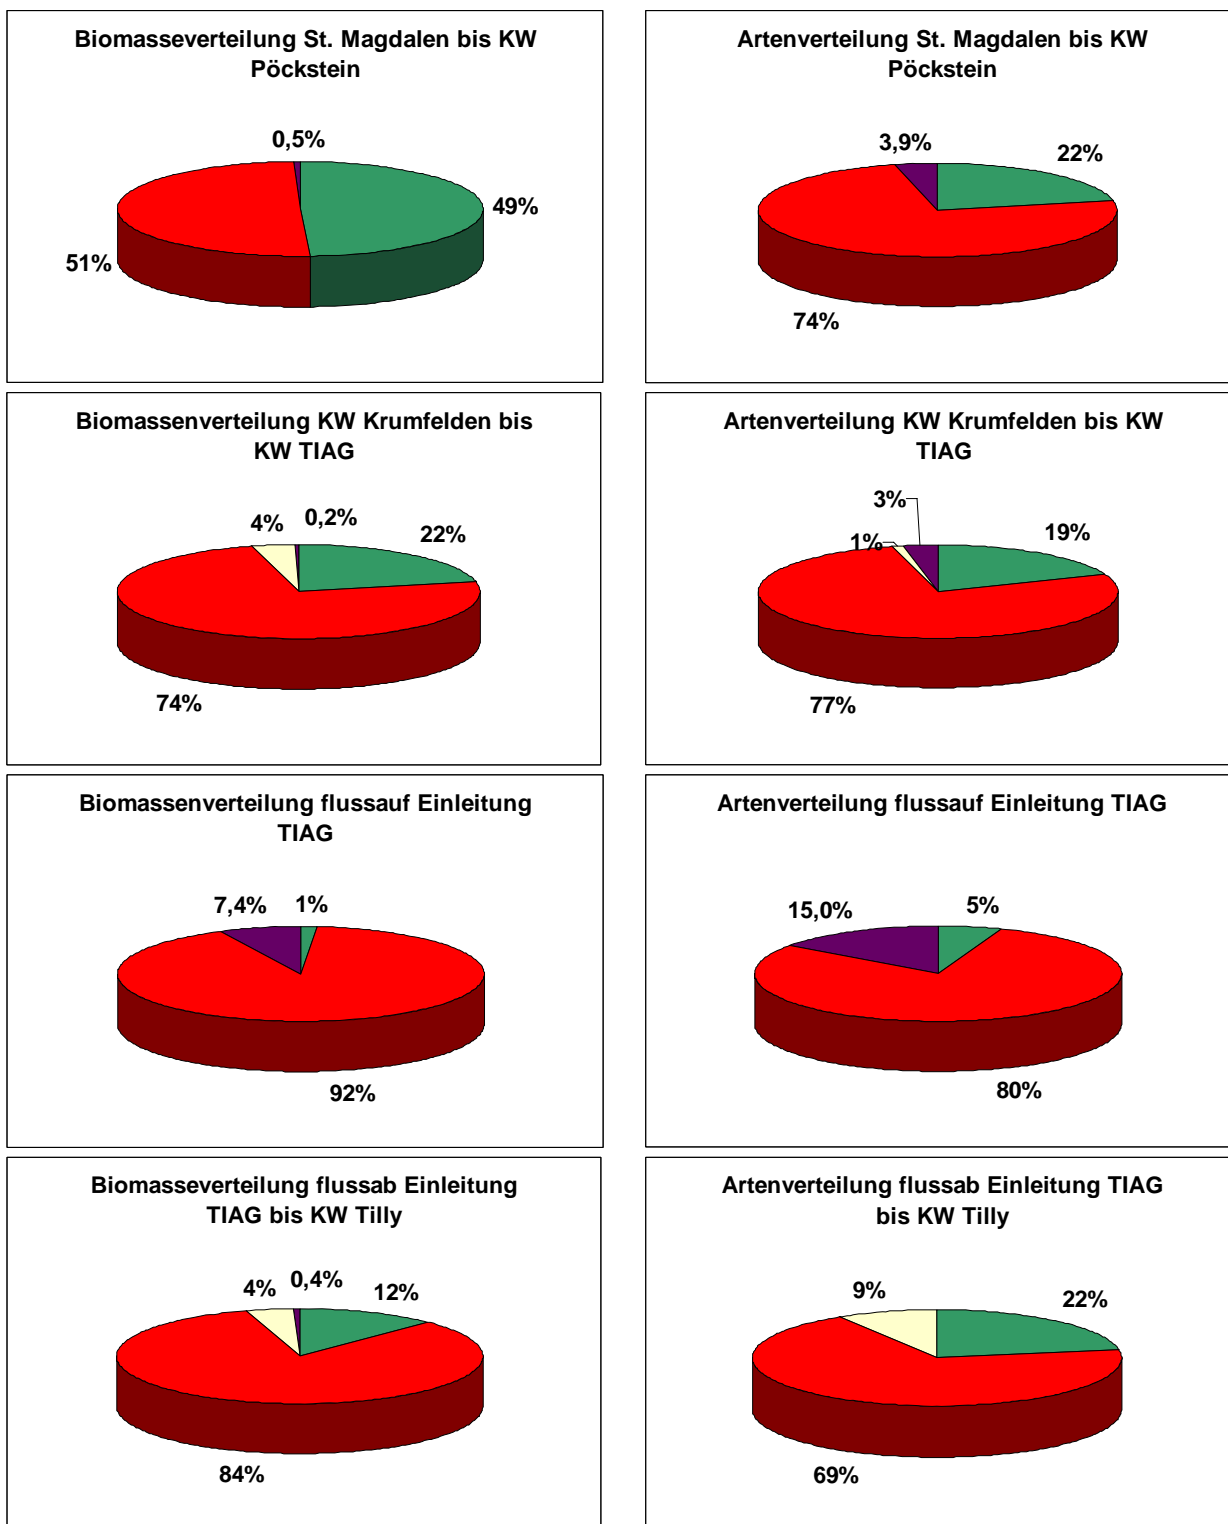 Biomasseverteilung St. Magdalen bis KW
Pöckstein
0,5%
49%
51%
Artenverteilung St. Magdalen bis KW
Pöckstein
3,9%
22%
74%
Biomassenverteilung KW Krumfelden bis
KW TIAG
4%
0,2%
22%
74%
Artenverteilung KW Krumfelden bis KW
TIAG
3%
1%
19%
77%
Biomassenverteilung flussauf Einleitung
TIAG
7,4%
1%
92%
Artenverteilung flussauf Einleitung TIAG
15,0%
5%
80%
Biomasseverteilung flussab Einleitung
TIAG bis KW Tilly
4%
0,4%
12%
84%
Artenverteilung flussab Einleitung TIAG
bis KW Tilly
9%
22%
69%